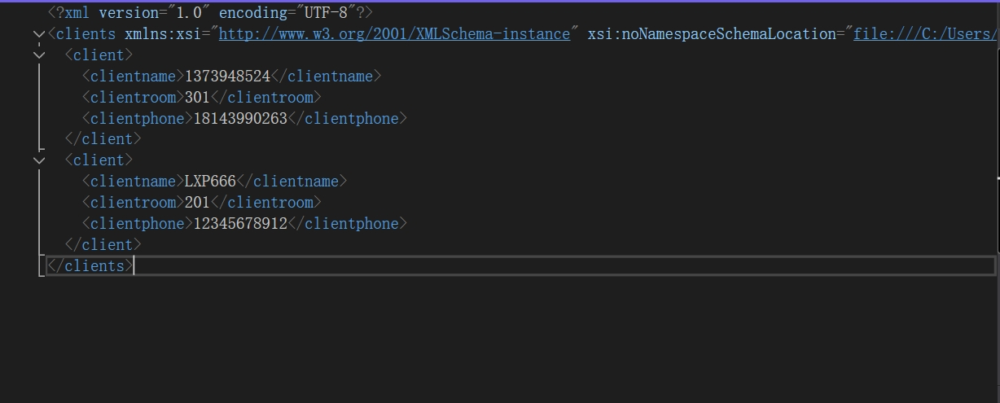 <?xml version="1.0" encoding="UTF-8"?>
<clients xmlns:xsi="http://www.w3.org/2001/XMLSchema-instance" xsi:noNamespaceSchemaLocation="file:///C:/Users/
<client>
<clientname>1373948524</clientname>
<clientroom>301</clientroom>
<clientphone>18143990263</clientphone>
</client>
<client>
<clientname>LXP666</clientname>
<clientroom>201</clientroom>
<clientphone>12345678912</clientphone>
</client>
</clients>